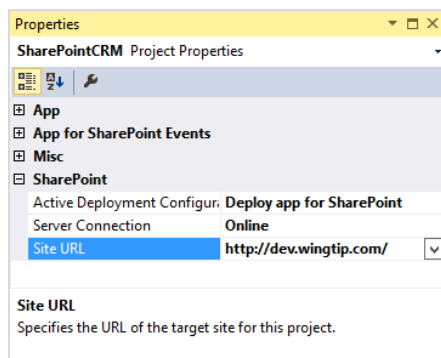 Properties
SharePointCRM Project Properties
App
App for SharePoint Events
Misc
SharePoint
Active Deployment Configur Deploy app for SharePoint
Server Connection Online
Site URL http://dev.wingtip.com/
Site URL
Specifies the URL of the target site for this project.